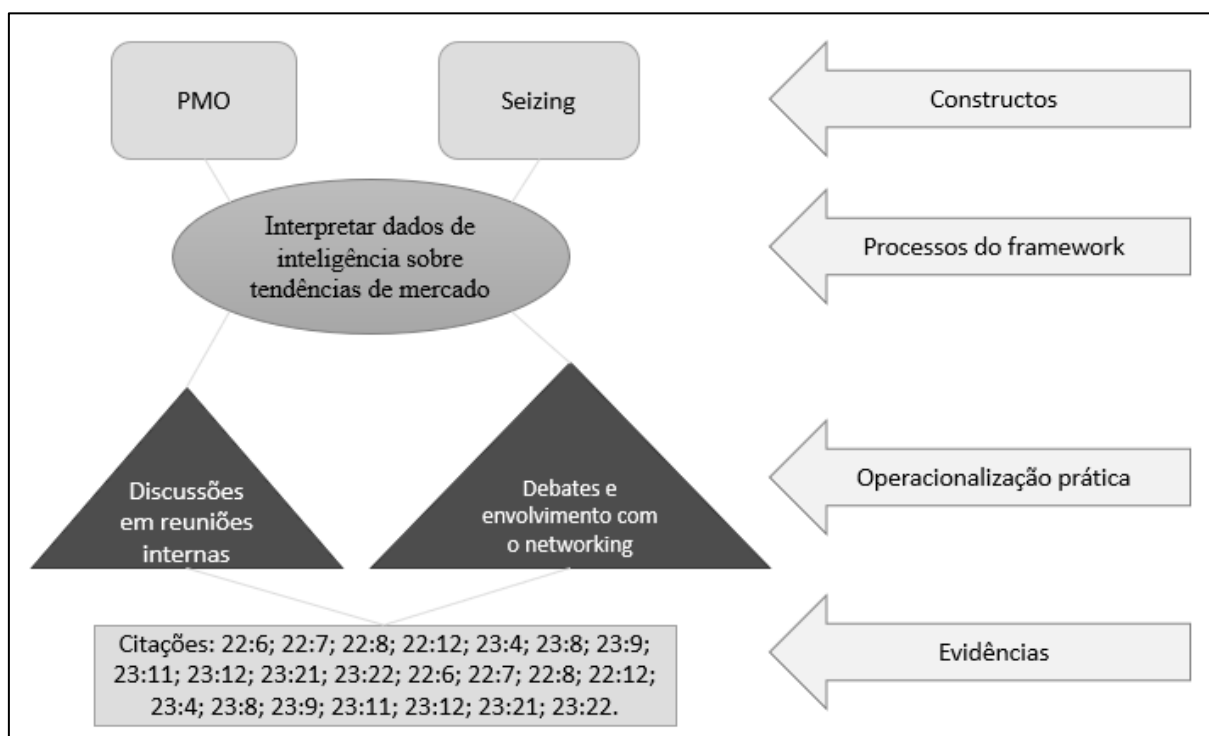 PMO
Seizing
Constructos
Interpretar dados de
inteligência sobre
tendências de mercado
Processos do framework
Discussões
em reuniões
internas
Debates e
envolvimento com
o networking
Operacionalização prática
Citações: 22:6; 22:7; 22:8; 22:12; 23:4; 23:8; 23:9;
23:11; 23:12; 23:21; 23:22; 22:6; 22:7; 22:8; 22:12;
23:4; 23:8; 23:9; 23:11; 23:12; 23:21; 23:22.
Evidências